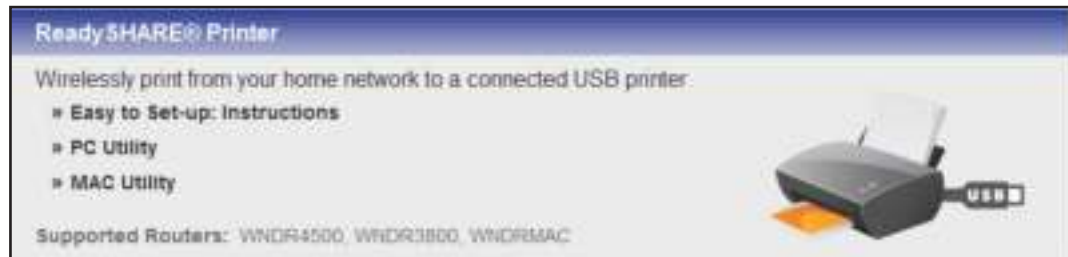 ReadySHARE® Printer
Wirelessly print from your home network to a connected USB printer
» Easy to Set-up: Instructions
» PC Utility
» MAC Utility
USB
Supported Routers: WNDR4500, WNDR3800, WNDRMAC